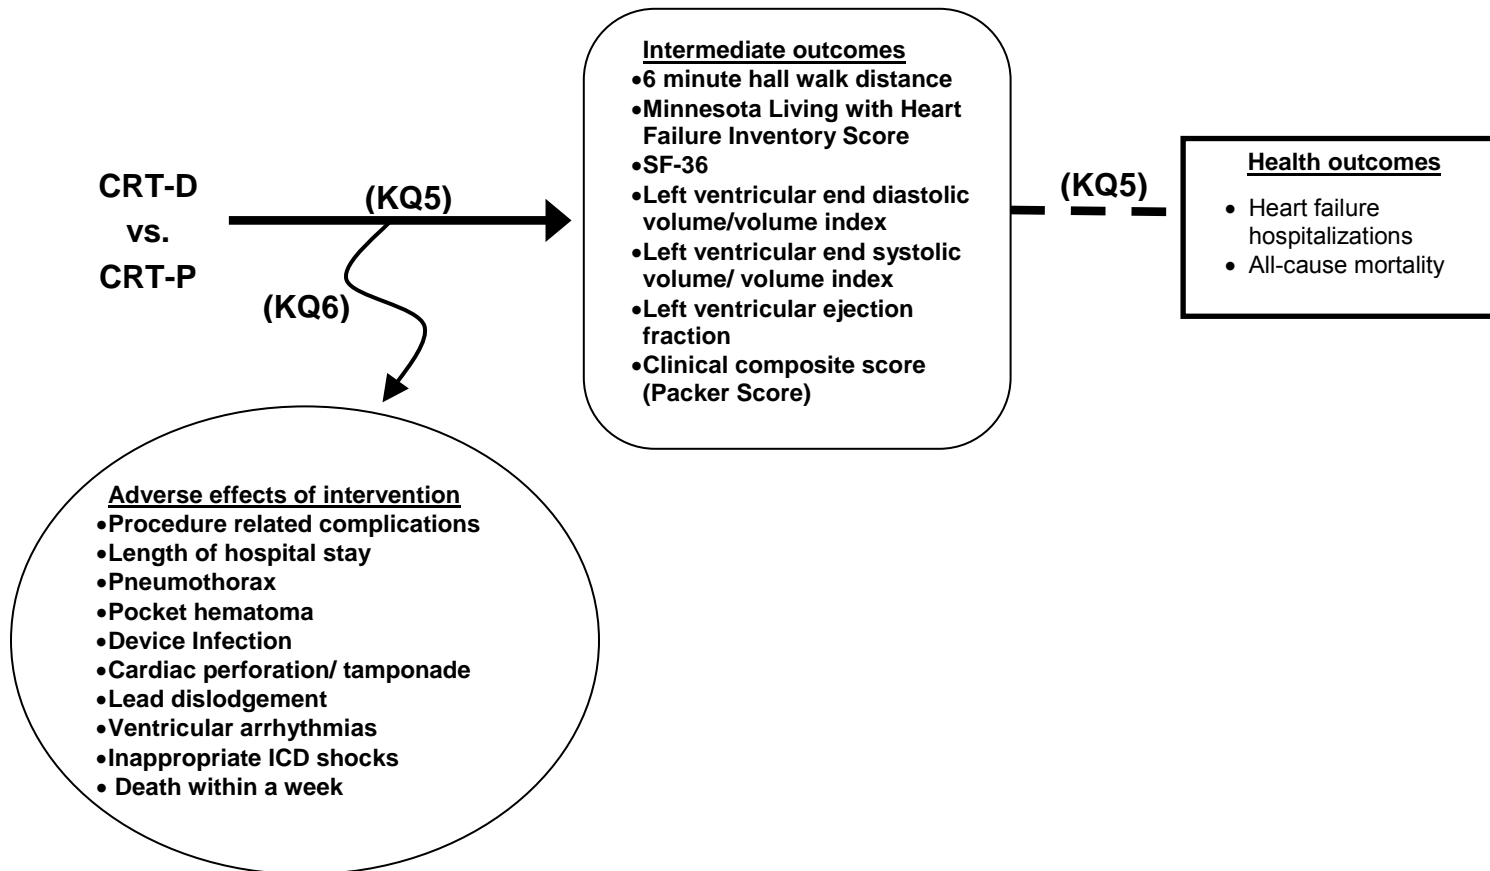 CRT-D
vs.
CRT-P
(KQ5)
(KQ6)
Intermediate outcomes
•6 minute hall walk distance
•Minnesota Living with Heart
Failure Inventory Score
•SF-36
•Left ventricular end diastolic
volume/volume index
•Left ventricular end systolic
volume/ volume index
•Left ventricular ejection
fraction
•Clinical composite score
(Packer Score)
(KQ5)
Health outcomes
• Heart failure
hospitalizations
• All-cause mortality
Adverse effects of intervention
•Procedure related complications
•Length of hospital stay
•Pneumothorax
•Pocket hematoma
•Device Infection
•Cardiac perforation/ tamponade
•Lead dislodgement
•Ventricular arrhythmias
•Inappropriate ICD shocks
• Death within a week